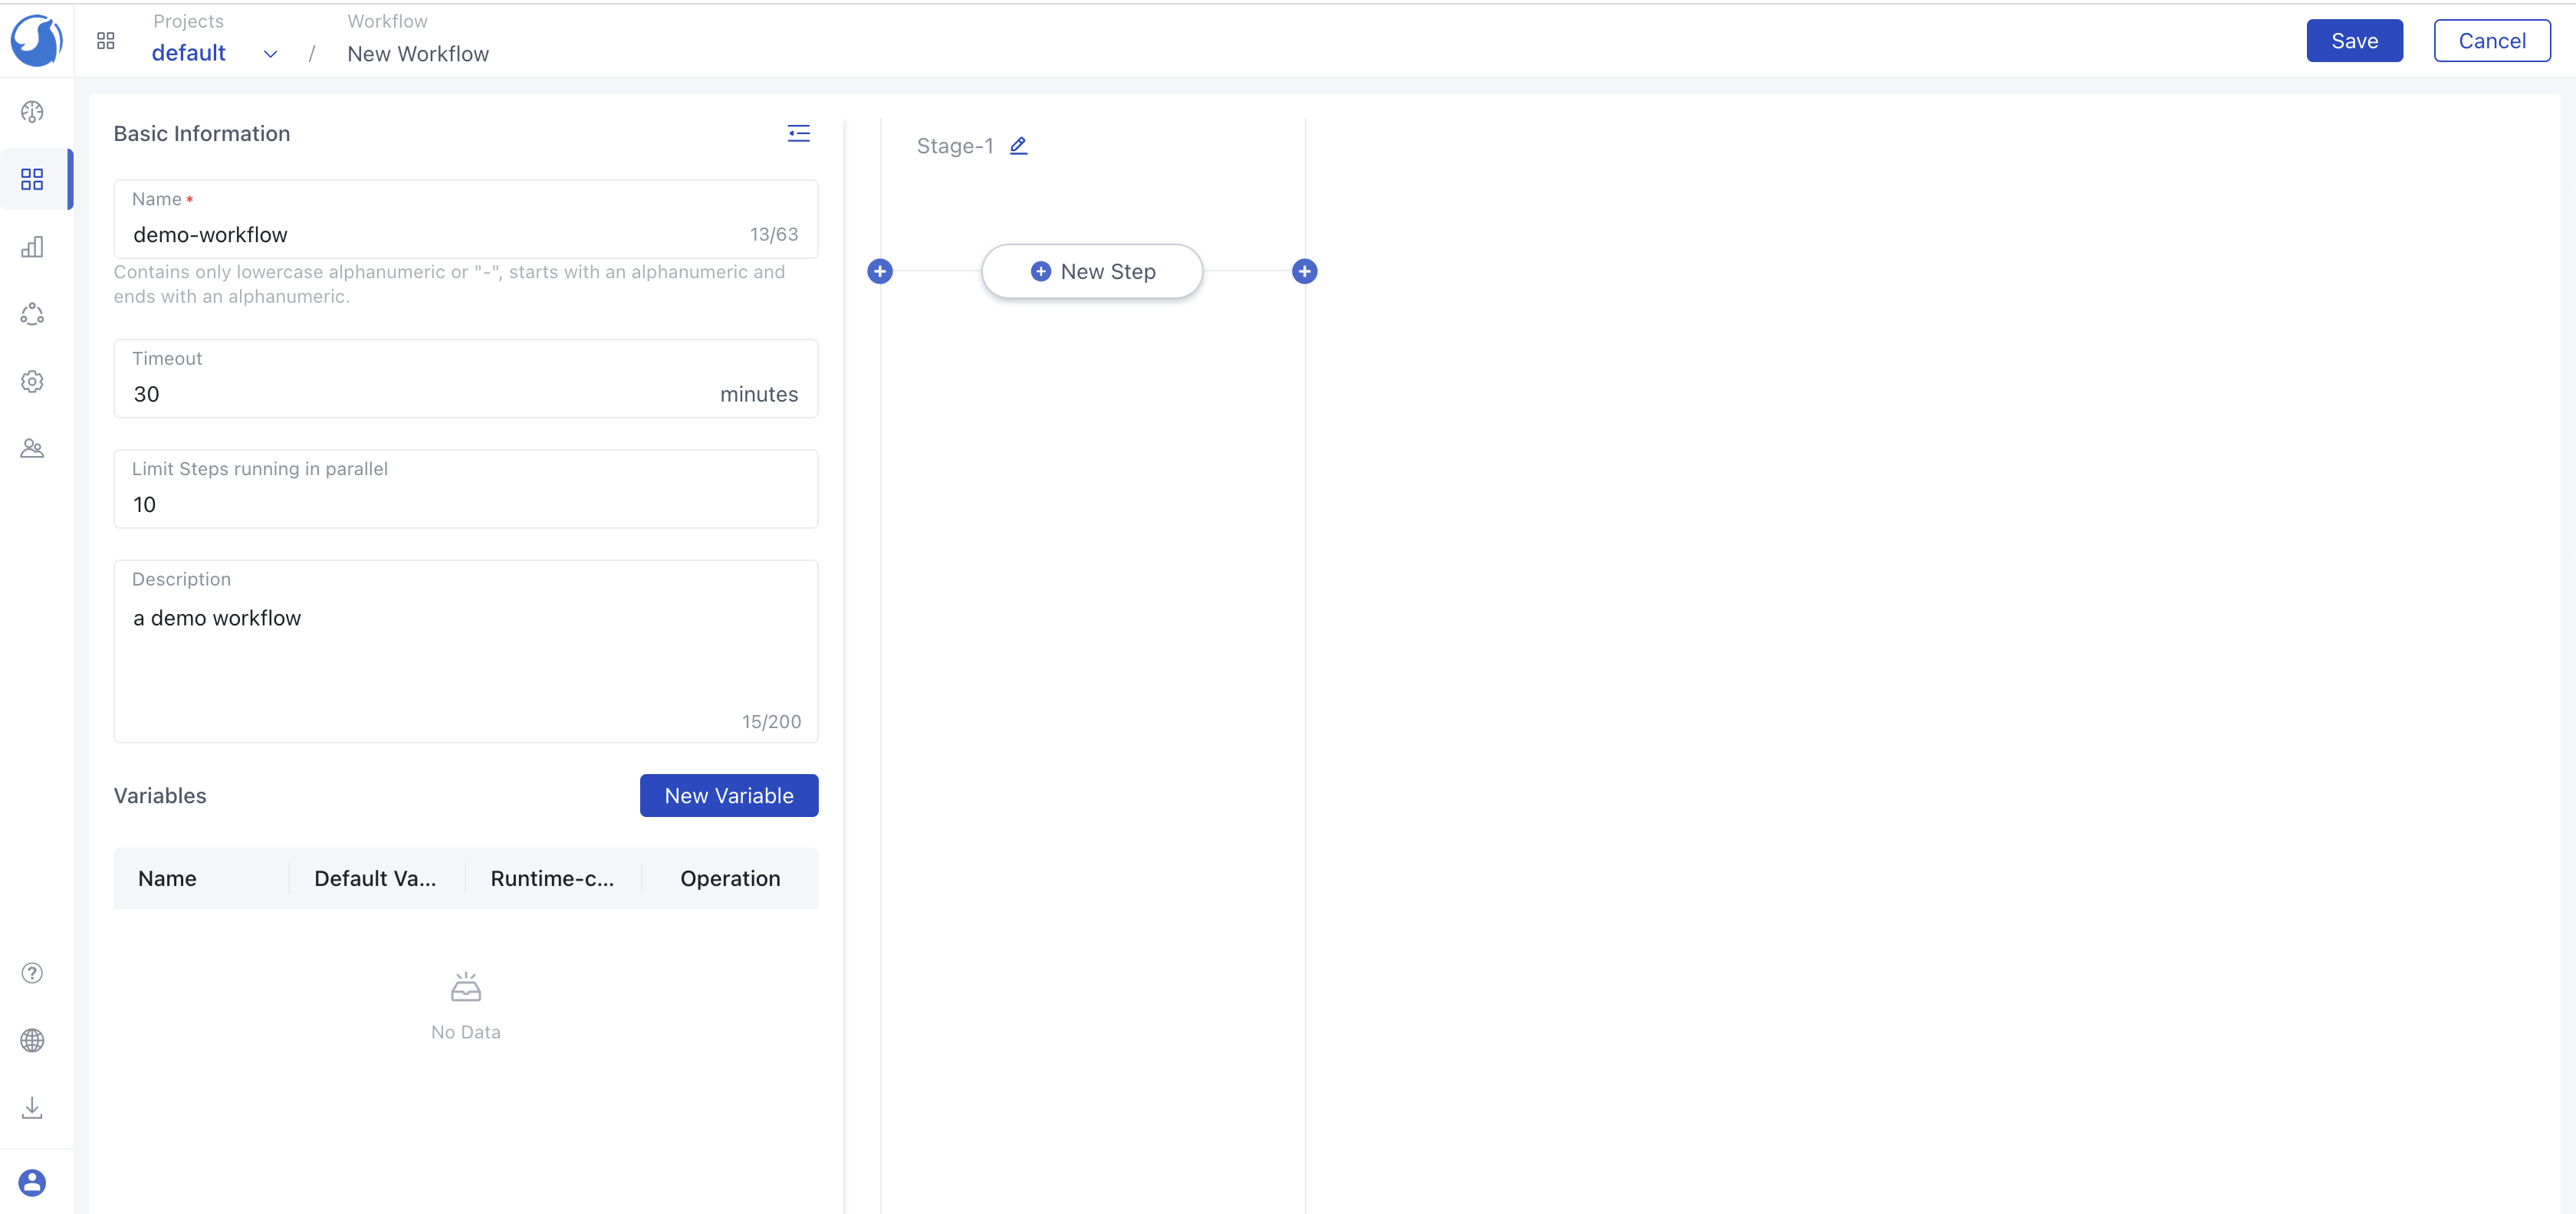 Projects
Workflow
default
/
New Workflow
Save
Cancel
Basic Information
Name *
demo-workflow
13/63
Contains only lowercase alphanumeric or "-", starts with an alphanumeric and
ends with an alphanumeric.
Timeout
30
minutes
Limit Steps running in parallel
10
Description
a demo workflow
15/200
Variables
New Variable
Name
Default Va...
Runtime-c...
Operation
No Data
Stage-1
New Step